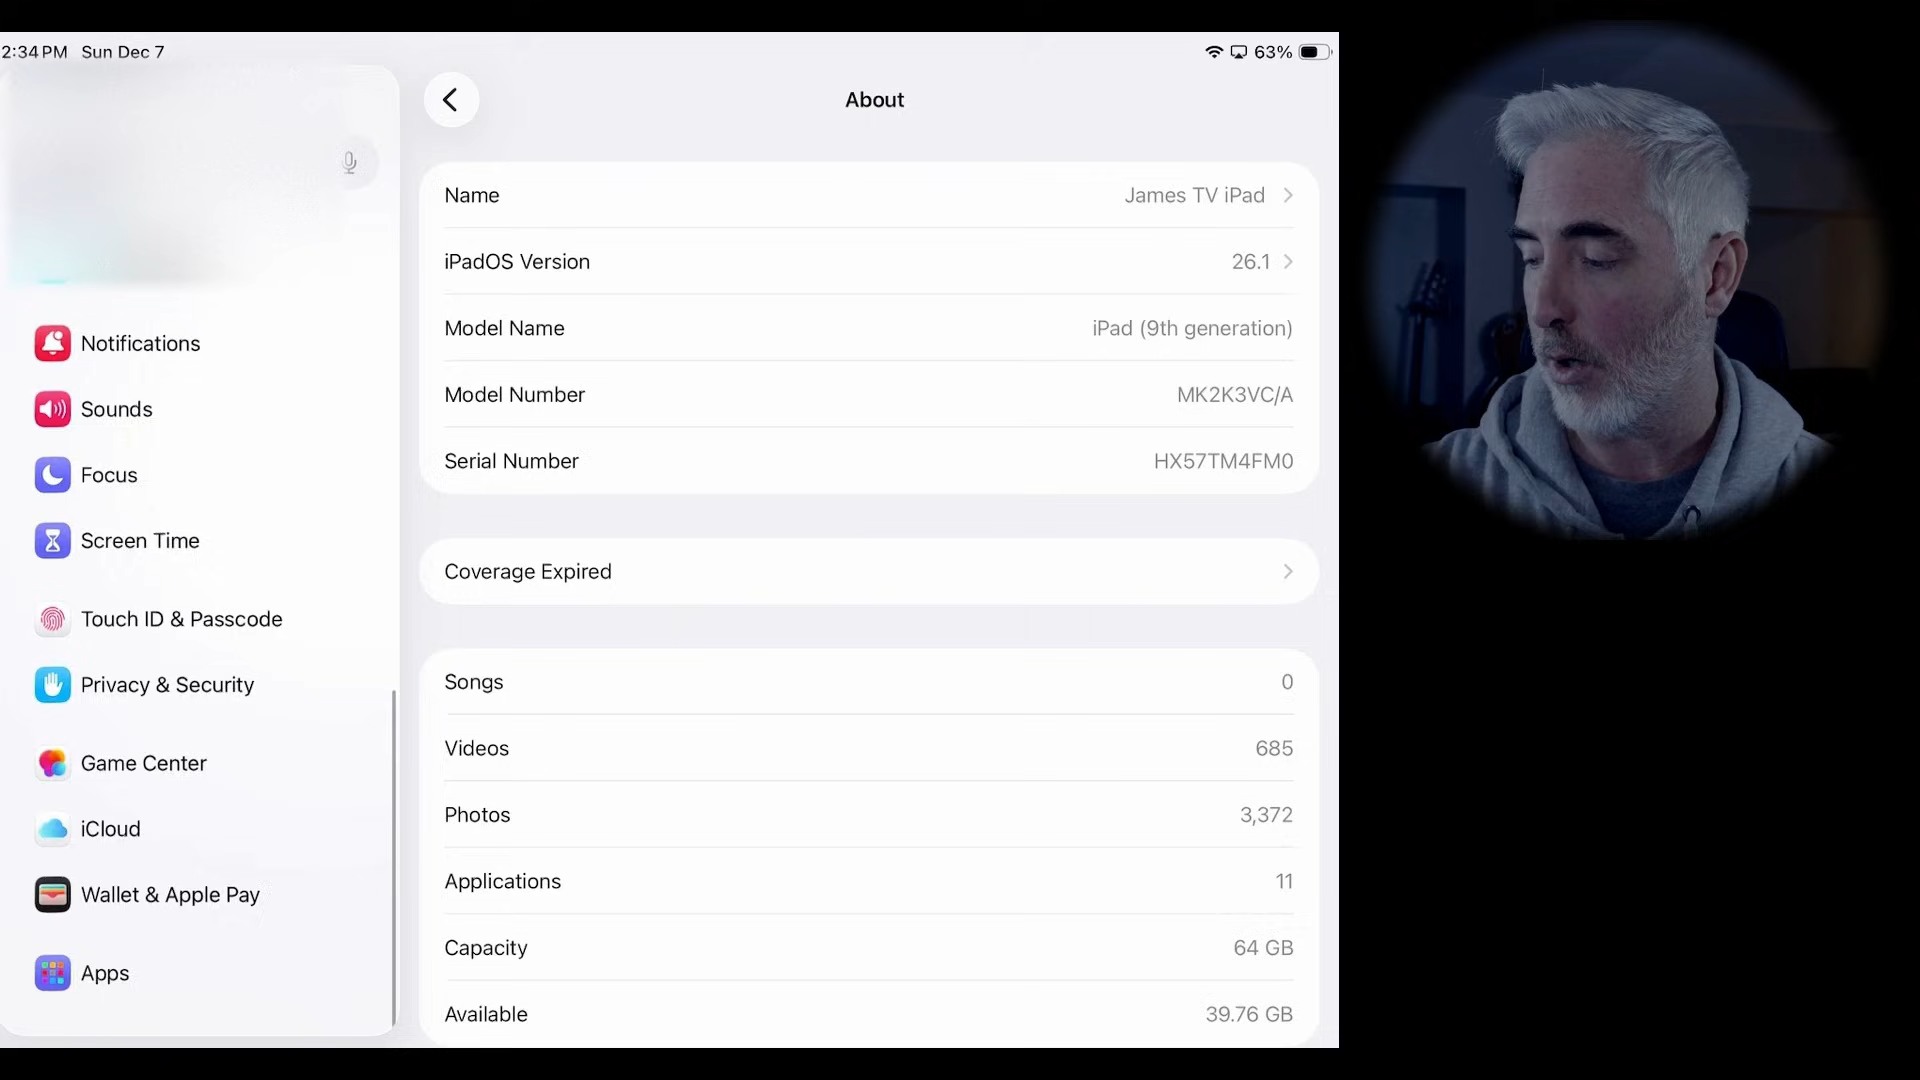 2:34 PM Sun Dec 7
63%
About
Name James TV iPad
iPadOS Version 26.1
Model Name iPad (9th generation)
Model Number MK2K3VC/A
Serial Number HX57TM4FM0
Coverage Expired
Songs 0
Videos 685
Photos 3,372
Applications 11
Capacity 64 GB
Available 39.76 GB
Notifications
Sounds
Focus
Screen Time
Touch ID & Passcode
Privacy & Security
Game Center
iCloud
Wallet & Apple Pay
Apps